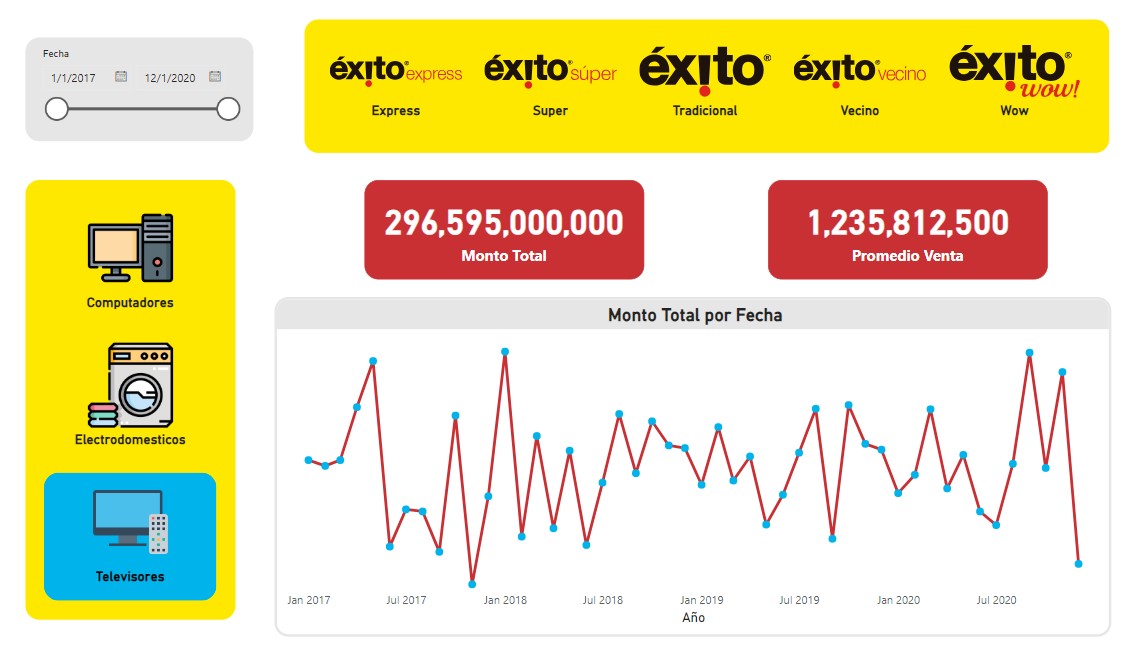 Fecha
1/1/2017 12/1/2020
éxito® express éxito® súper éxito® éxito® vecino éxito® wow!
Express Super Tradicional Vecino Wow
Computadores
Electrodomesticos
Televisores
296,595,000,000
Monto Total
1,235,812,500
Promedio Venta
Monto Total por Fecha
Jan 2017 Jul 2017 Jan 2018 Jul 2018 Jan 2019 Jul 2019 Jan 2020 Jul 2020
Año